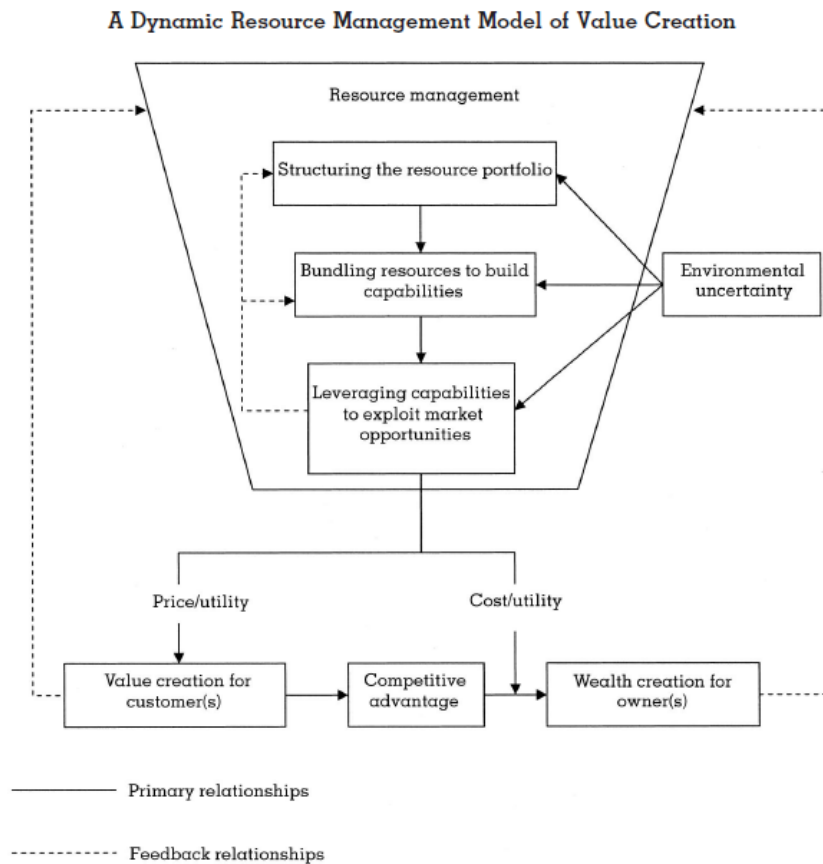 A Dynamic Resource Management Model of Value Creation
Resource management
Structuring the resource portfolio
Bundling resources to build
capabilities
Environmental
uncertainty
Leveraging capabilities
to exploit market
opportunities
Price/utility
Cost/utility
Value creation for
customer(s)
Competitive
advantage
Wealth creation for
owner(s)
Primary relationships
Feedback relationships